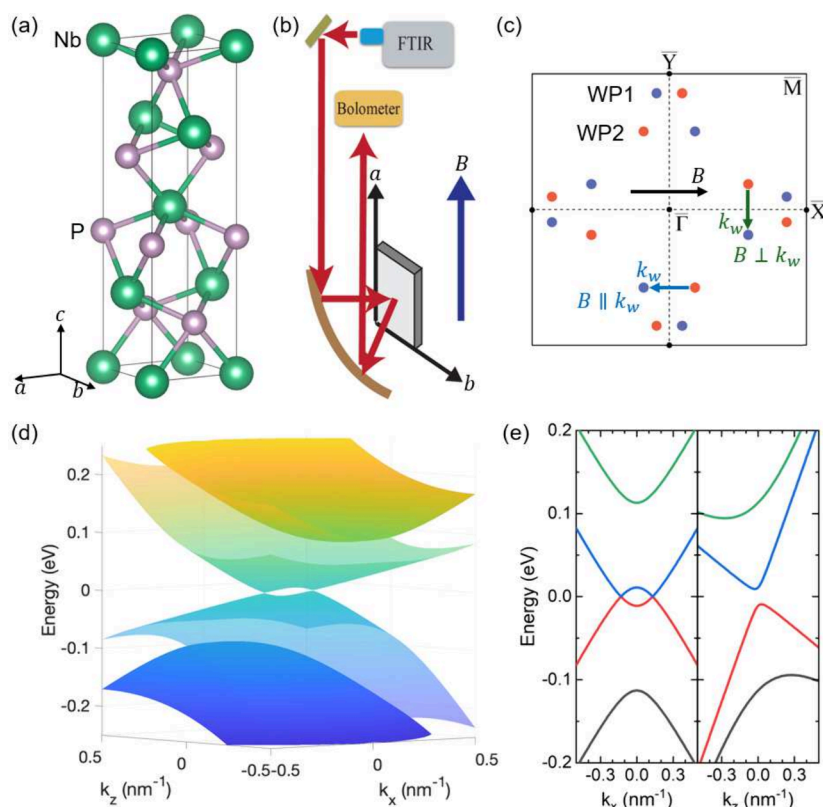 (a)
Nb
P
c
a
b
(b)
FTIR
Bolometer
a
B
b
(c)
Y̅
M̅
WP1
WP2
B
X̅
Γ̅
k_w
B ⊥ k_w
k_w
B ∥ k_w
(d)
0.2
0.1
0
-0.1
-0.2
Energy (eV)
0.5
0
-0.5
-0.5
0
0.5
k_z (nm⁻¹)
k_x (nm⁻¹)
(e)
0.2
0.1
0.0
-0.1
-0.2
Energy (eV)
-0.3 0.0 0.3
-0.3 0.0 0.3
k_x (nm⁻¹)
k_z (nm⁻¹)